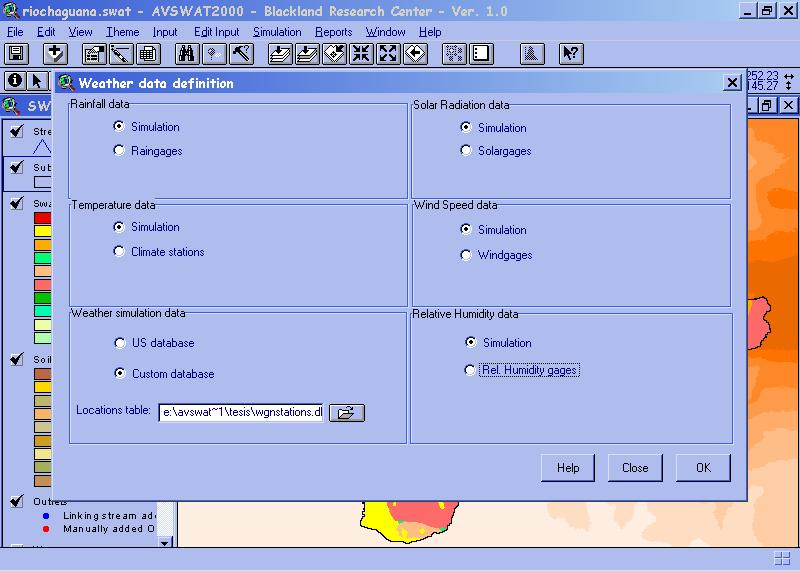 riochaguana.swat - AVSWAT2000 - Blackland Research Center - Ver. 1.0
File Edit View Theme Input Edit Input Simulation Reports Window Help
252.23
145.27
Weather data definition
SW
Rainfall data
Simulation
Raingages
Solar Radiation data
Simulation
Solargages
Temperature data
Simulation
Climate stations
Wind Speed data
Simulation
Windgages
Weather simulation data
US database
Custom database
Locations table: e:\avswat~1\tesis\wgnstations.dl
Relative Humidity data
Simulation
Rel. Humidity gages
Help Close OK
Stre
Sub
Swa
Soil
Outlets
Linking stream add
Manually added O